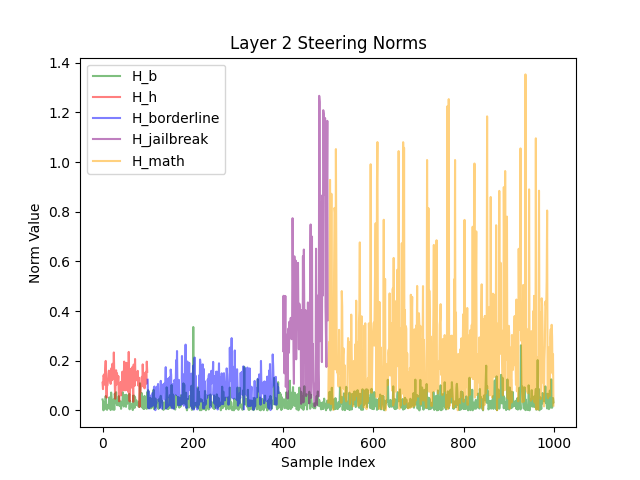 Layer 2 Steering Norms
Norm Value
1.4
1.2
1.0
0.8
0.6
0.4
0.2
0.0
H_b
H_h
H_borderline
H_jailbreak
H_math
0 200 400 600 800 1000
Sample Index